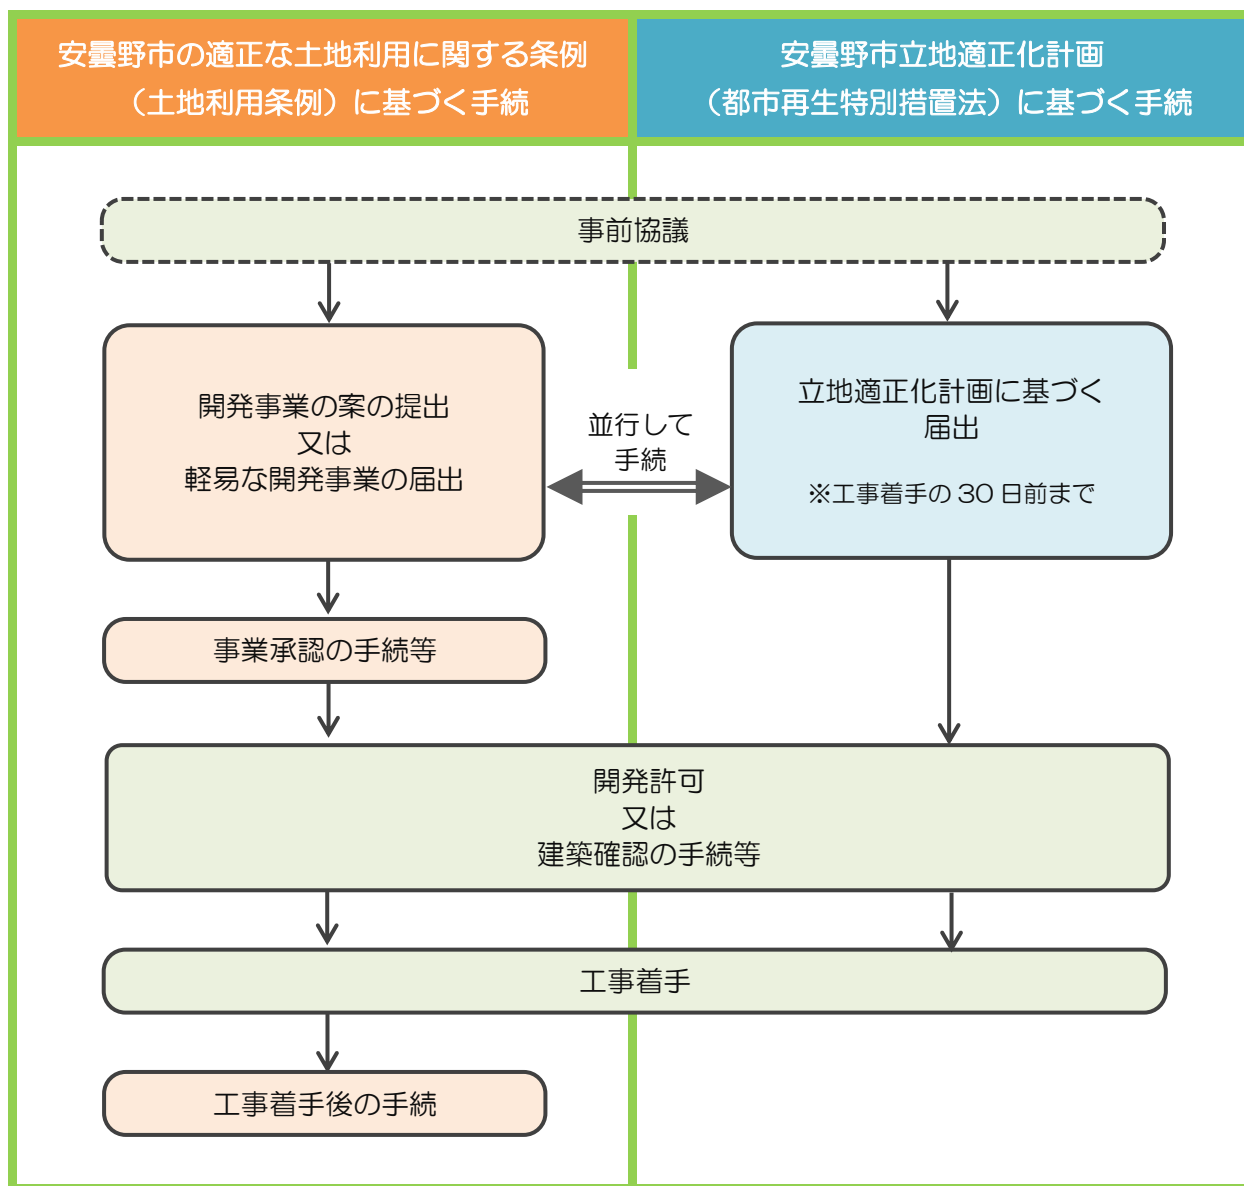 安曇野市の適正な土地利用に関する条例
（土地利用条例）に基づく手続
安曇野市立地適正化計画
（都市再生特別措置法）に基づく手続
事前協議
開発事業の案の提出
又は
軽易な開発事業の届出
並行して
手続
立地適正化計画に基づく
届出
※工事着手の 30 日前まで
事業承認の手続等
開発許可
又は
建築確認の手続等
工事着手
工事着手後の手続